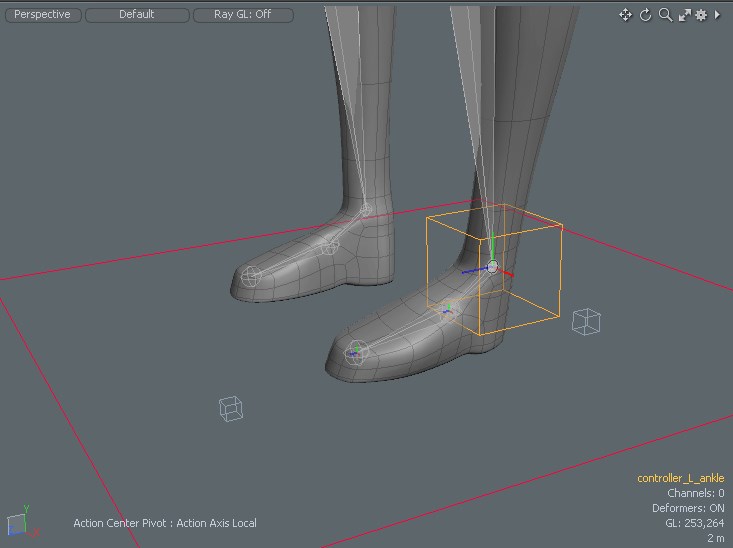 Perspective
Default
Ray GL: Off
controller_L_ankle
Channels: 0
Deformers: ON
GL: 253,264
2 m
Action Center Pivot : Action Axis Local
Y
X